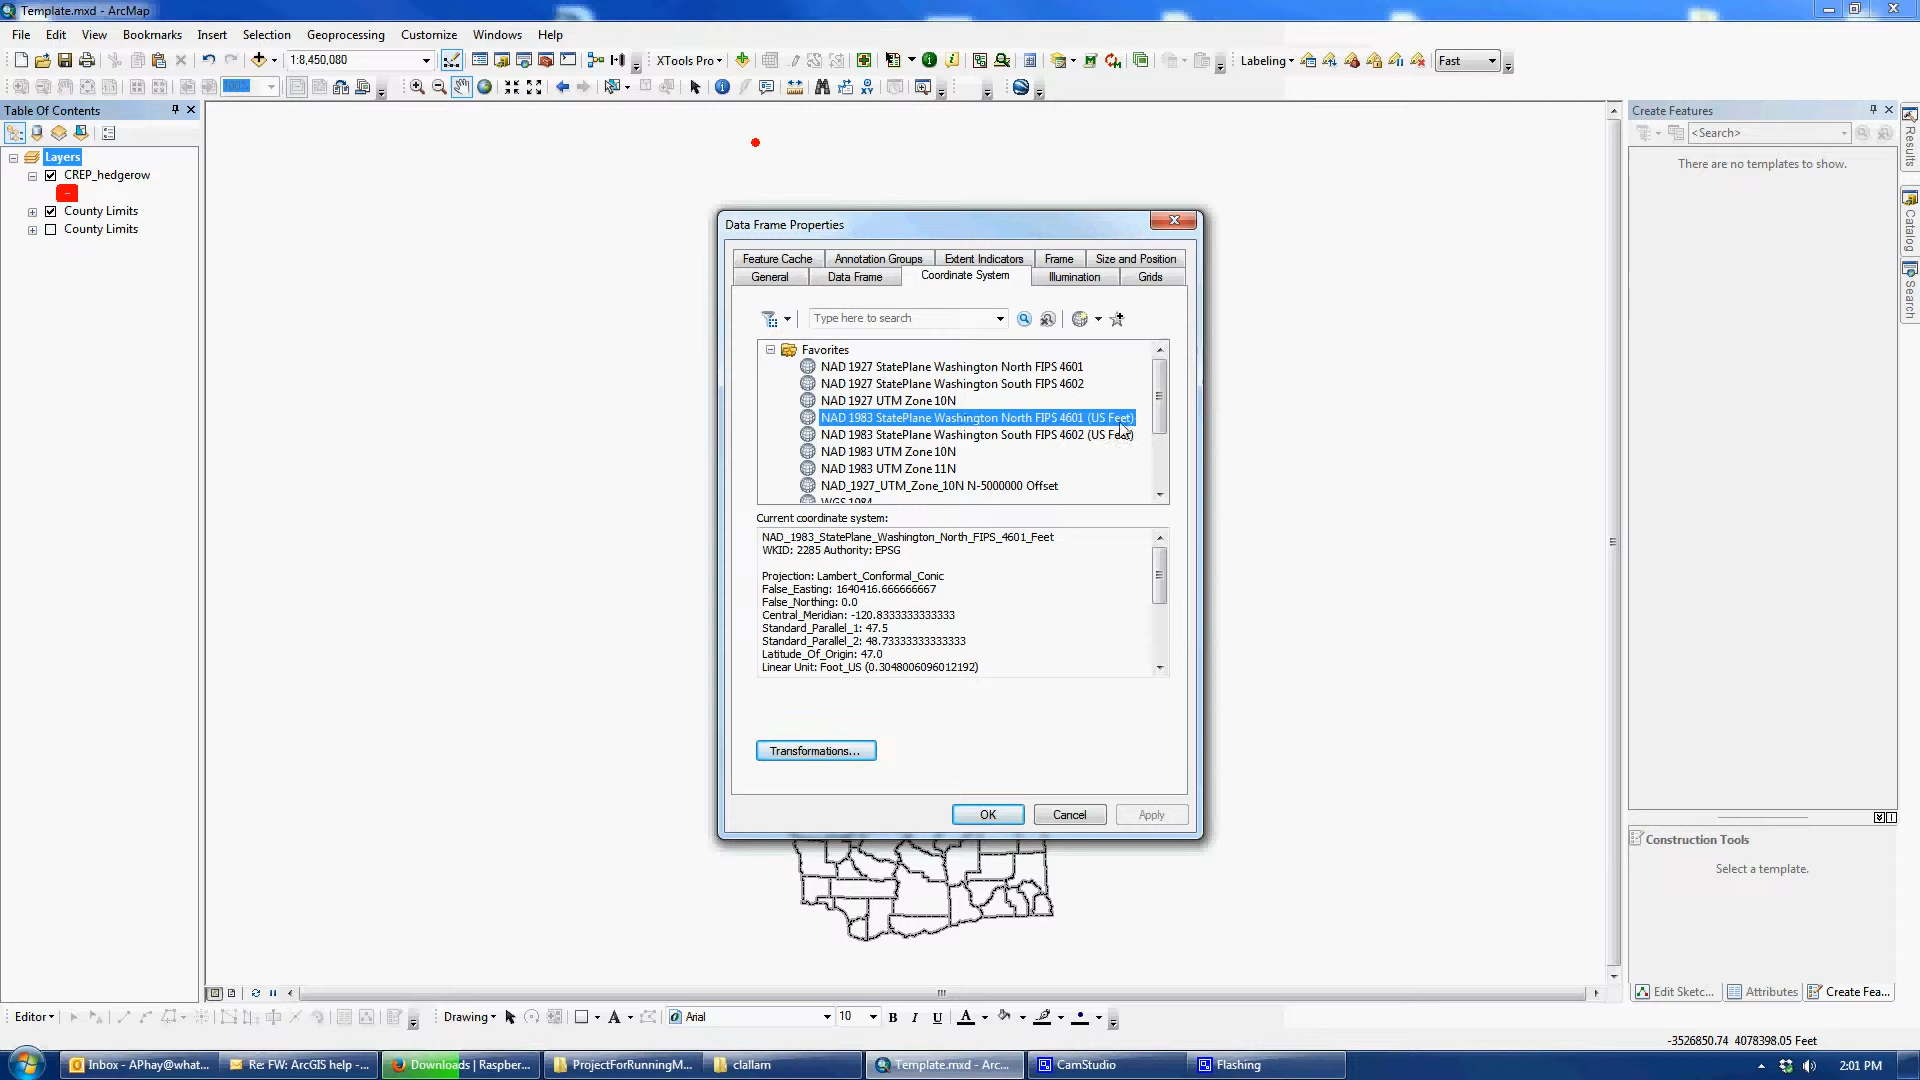 Template.mxd - ArcMap
File Edit View Bookmarks Insert Selection Geoprocessing Customize Windows Help
1:8,450,080 XTools Pro Labeling Fast
100%
Table Of Contents
Layers
CREP_hedgerow
County Limits
County Limits
Data Frame Properties
Feature Cache Annotation Groups Extent Indicators Frame Size and Position
General Data Frame Coordinate System Illumination Grids
Type here to search
Favorites
NAD 1927 StatePlane Washington North FIPS 4601
NAD 1927 StatePlane Washington South FIPS 4602
NAD 1927 UTM Zone 10N
NAD 1983 StatePlane Washington North FIPS 4601 (US Feet)
NAD 1983 StatePlane Washington South FIPS 4602 (US Feet)
NAD 1983 UTM Zone 10N
NAD 1983 UTM Zone 11N
NAD_1927_UTM_Zone_10N N-5000000 Offset
WGS 1984
Current coordinate system:
NAD_1983_StatePlane_Washington_North_FIPS_4601_Feet
WKID: 2285 Authority: EPSG
Projection: Lambert_Conformal_Conic
False_Easting: 1640416.666666667
False_Northing: 0.0
Central_Meridian: -120.8333333333333
Standard_Parallel_1: 47.5
Standard_Parallel_2: 48.73333333333333
Latitude_Of_Origin: 47.0
Linear Unit: Foot_US (0.3048006096012192)
Transformations...
OK Cancel Apply
Create Features
<Search>
There are no templates to show.
Results
Catalog
Search
Construction Tools
Select a template.
Edit Sketc... Attributes Create Fea...
Editor Drawing Arial 10 B I U A
-3526850.74 4078398.05 Feet
Inbox - APhay@what... Re: FW: ArcGIS help -... Downloads | Raspber... ProjectForRunningM... clallam Template.mxd - Arc... CamStudio Flashing 2:01 PM